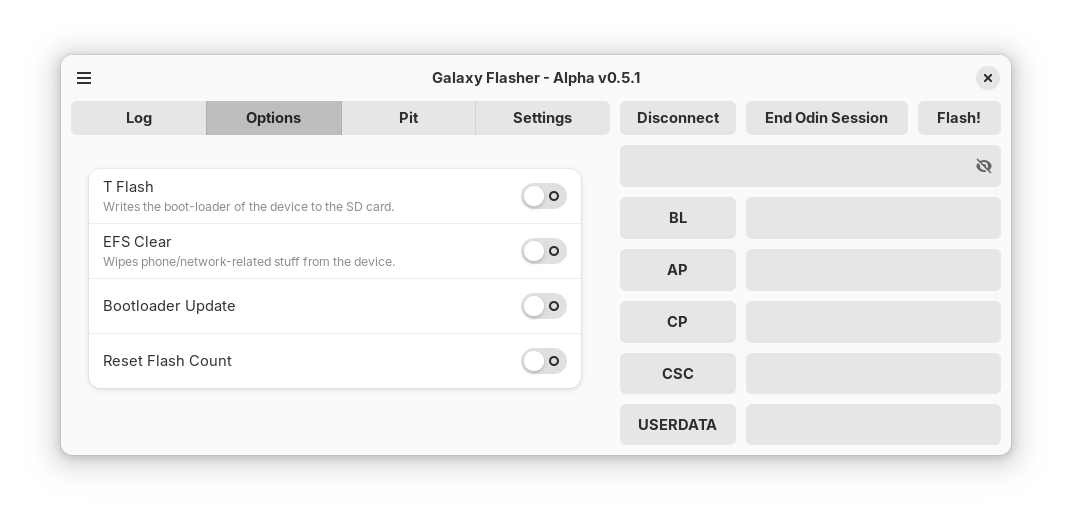 Galaxy Flasher - Alpha v0.5.1
Log Options Pit Settings Disconnect End Odin Session Flash!
T Flash
Writes the boot-loader of the device to the SD card.
EFS Clear
Wipes phone/network-related stuff from the device.
Bootloader Update
Reset Flash Count
BL
AP
CP
CSC
USERDATA